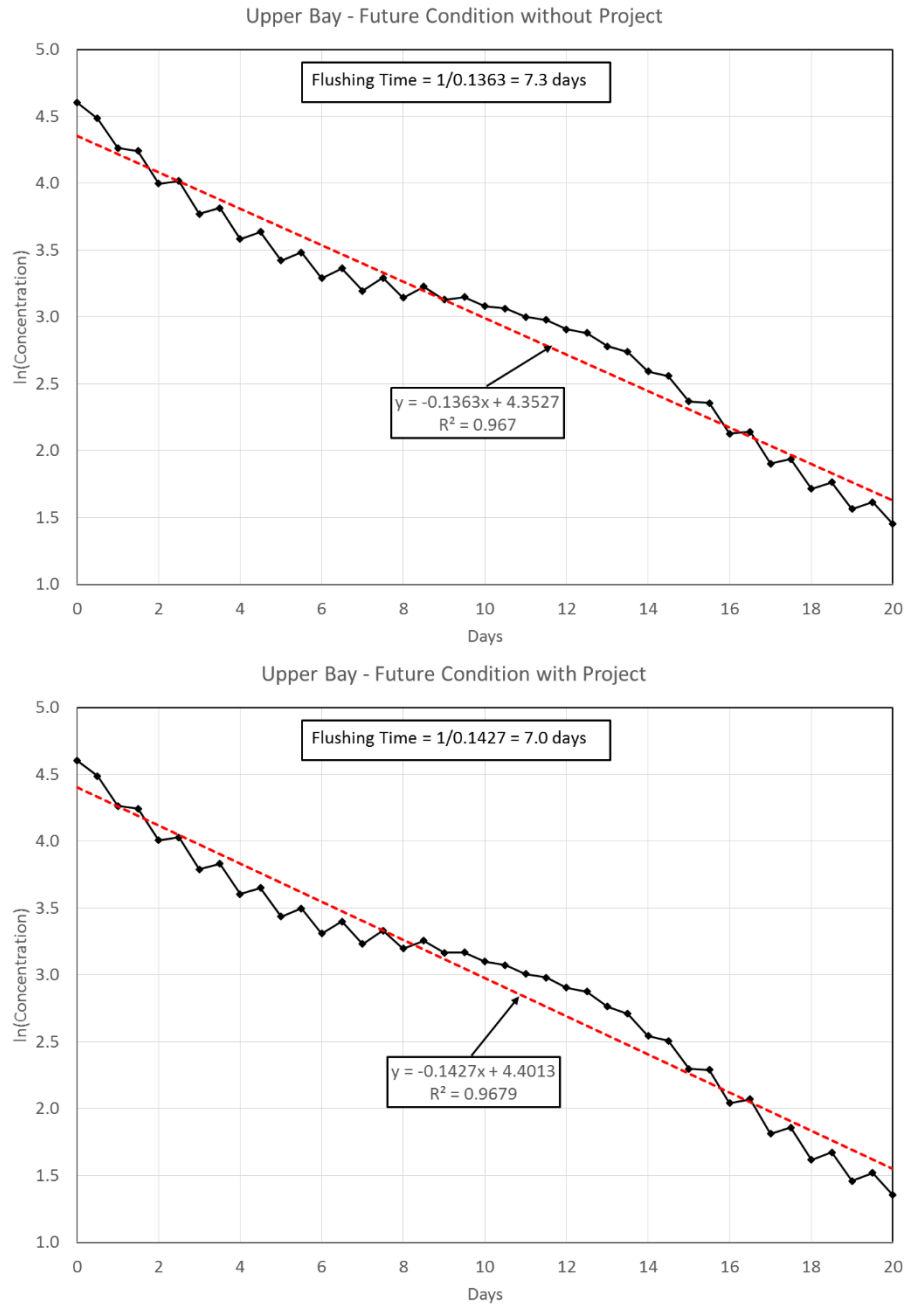 Upper Bay - Future Condition without Project
Flushing Time = 1/0.1363 = 7.3 days
5.0
4.5
4.0
3.5
3.0
2.5
2.0
1.5
1.0
ln(Concentration)
y = -0.1363x + 4.3527
R² = 0.967
0 2 4 6 8 10 12 14 16 18 20
Days
Upper Bay - Future Condition with Project
Flushing Time = 1/0.1427 = 7.0 days
5.0
4.5
4.0
3.5
3.0
2.5
2.0
1.5
1.0
ln(Concentration)
y = -0.1427x + 4.4013
R² = 0.9679
0 2 4 6 8 10 12 14 16 18 20
Days